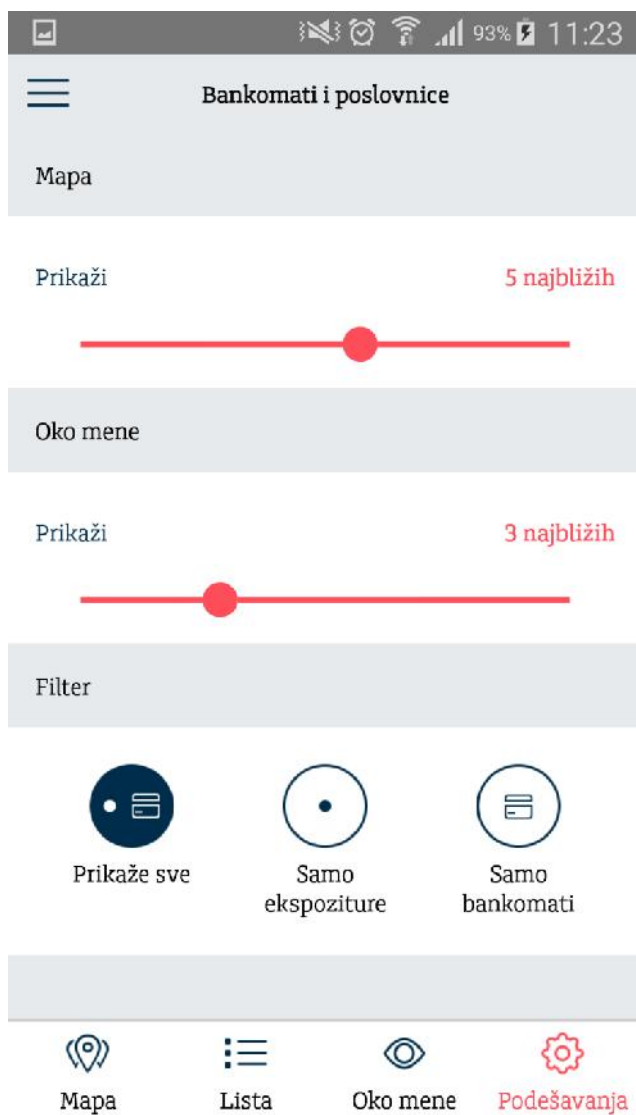 93% 11:23
Bankomati i poslovnice
Mapa
Prikaži 5 najbližih
Oko mene
Prikaži 3 najbližih
Filter
Prikaže sve
Samo ekspoziture
Samo bankomati
Mapa Lista Oko mene Podešavanja